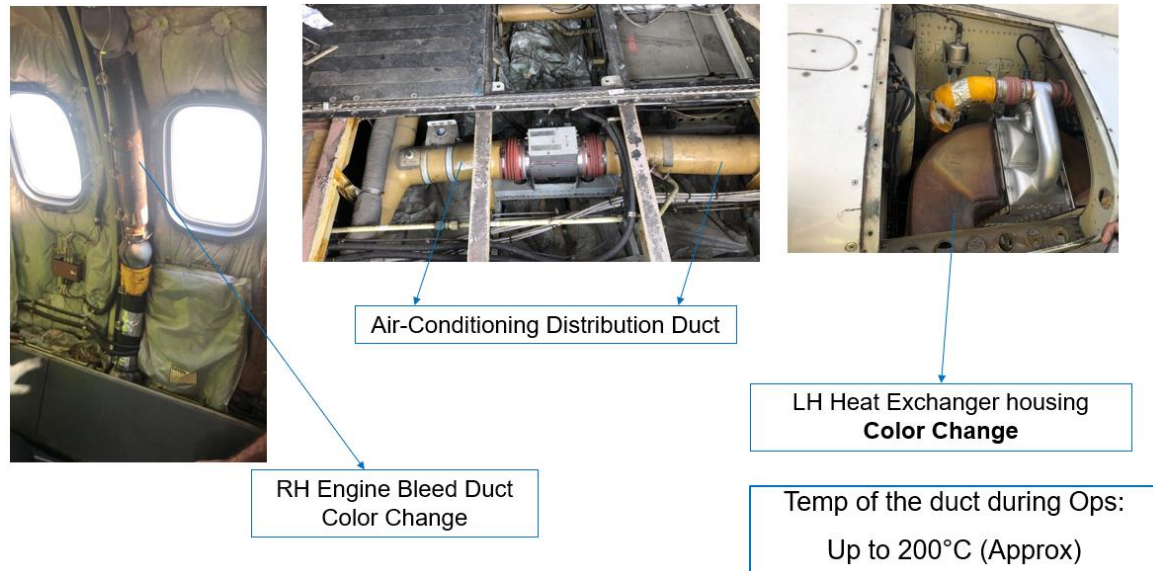 Air-Conditioning Distribution Duct
LH Heat Exchanger housing
Color Change
RH Engine Bleed Duct
Color Change
Temp of the duct during Ops:
Up to 200°C (Approx)